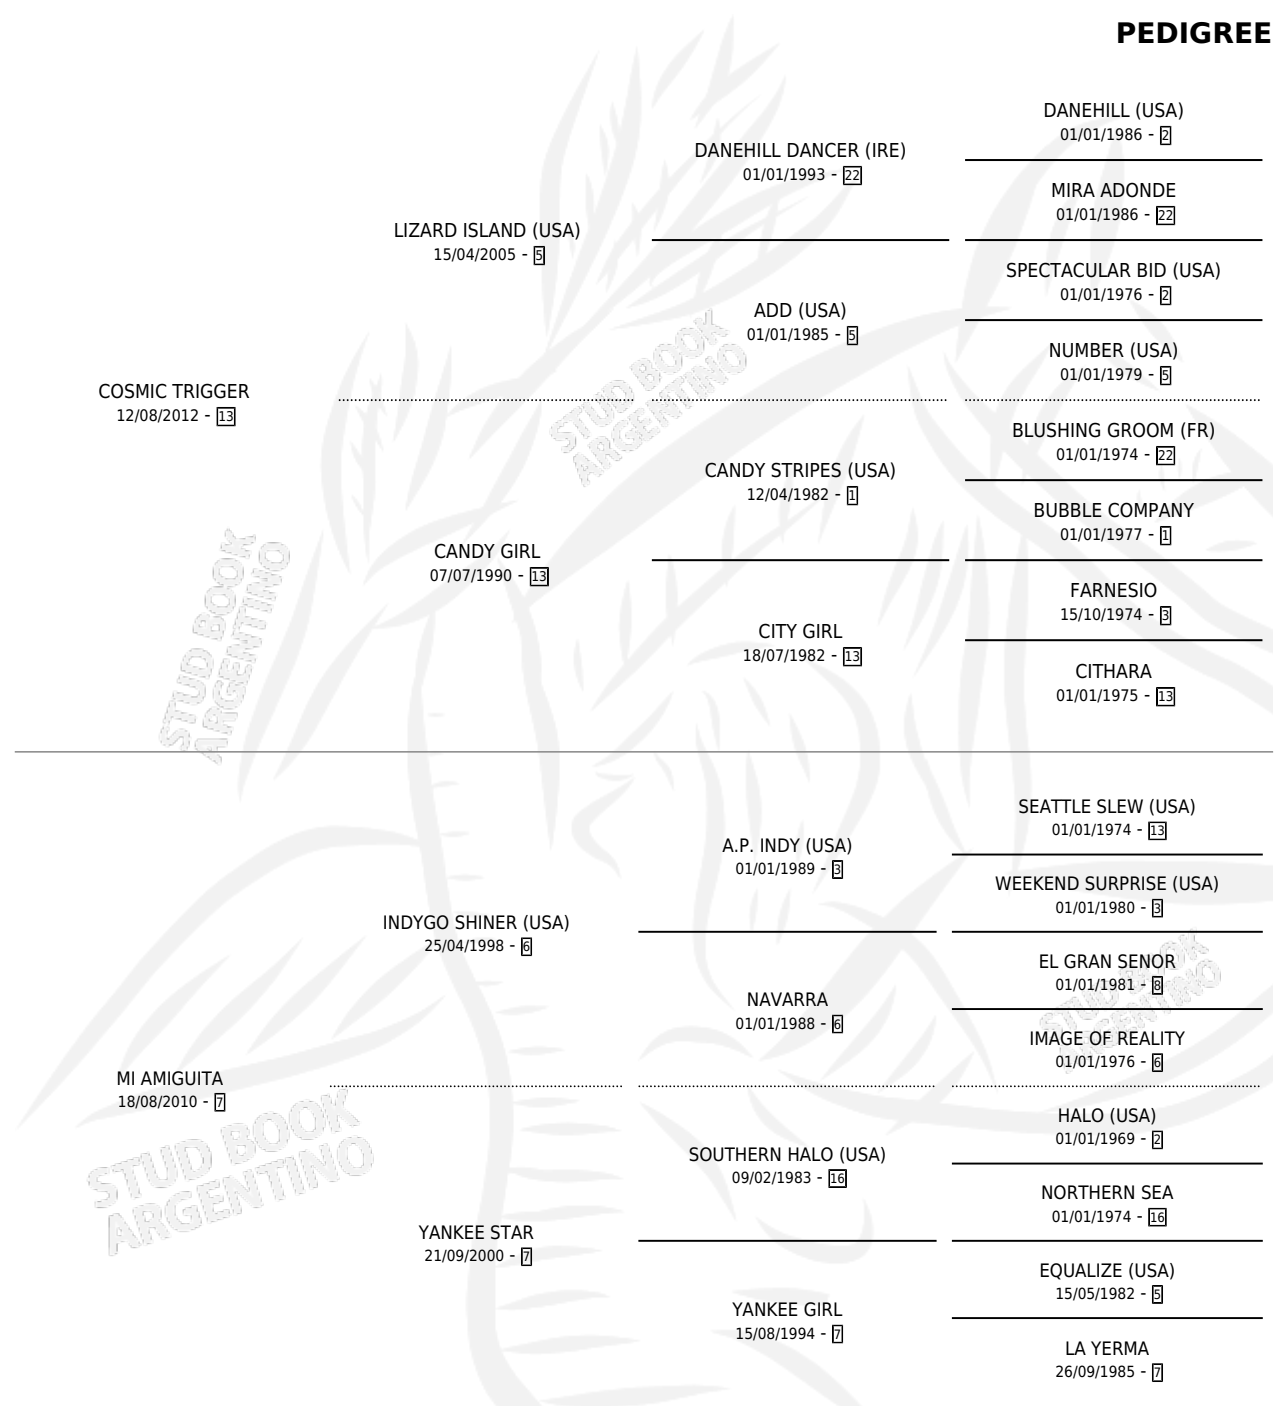 PEDIGREE
DANEHILL (USA)
01/01/1986 - 2
DANEHILL DANCER (IRE)
01/01/1993 - 22
MIRA ADONDE
01/01/1986 - 22
LIZARD ISLAND (USA)
15/04/2005 - 5
SPECTACULAR BID (USA)
01/01/1976 - 2
ADD (USA)
01/01/1985 - 5
NUMBER (USA)
01/01/1979 - 5
COSMIC TRIGGER
12/08/2012 - 13
BLUSHING GROOM (FR)
01/01/1974 - 22
CANDY STRIPES (USA)
12/04/1982 - 1
BUBBLE COMPANY
01/01/1977 - 1
CANDY GIRL
07/07/1990 - 13
FARNESIO
15/10/1974 - 3
CITY GIRL
18/07/1982 - 13
CITHARA
01/01/1975 - 13
SEATTLE SLEW (USA)
01/01/1974 - 13
A.P. INDY (USA)
01/01/1989 - 3
WEEKEND SURPRISE (USA)
01/01/1980 - 3
INDYGO SHINER (USA)
25/04/1998 - 6
EL GRAN SENOR
01/01/1981 - 8
NAVARRA
01/01/1988 - 6
IMAGE OF REALITY
01/01/1976 - 6
MI AMIGUITA
18/08/2010 - 7
HALO (USA)
01/01/1969 - 2
SOUTHERN HALO (USA)
09/02/1983 - 16
NORTHERN SEA
01/01/1974 - 16
YANKEE STAR
21/09/2000 - 7
EQUALIZE (USA)
15/05/1982 - 5
YANKEE GIRL
15/08/1994 - 7
LA YERMA
26/09/1985 - 7
STUD BOOK
ARGENTINO
STUD BOOK
ARGENTINO
STUD BOOK
ARGENTINO
STUD BOOK
ARGENTINO